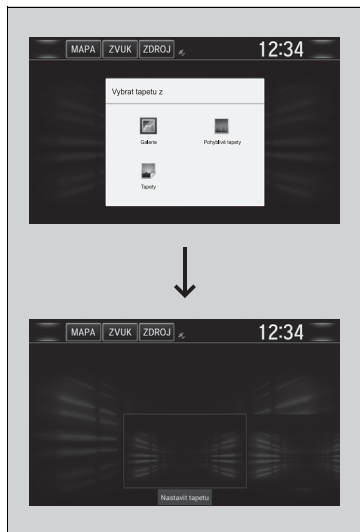 MAPA ZVUK ZDROJ 12:34
Vybrat tapetu z
Galerie Pohyblivé tapety
Tapety
MAPA ZVUK ZDROJ 12:34
Nastavit tapetu